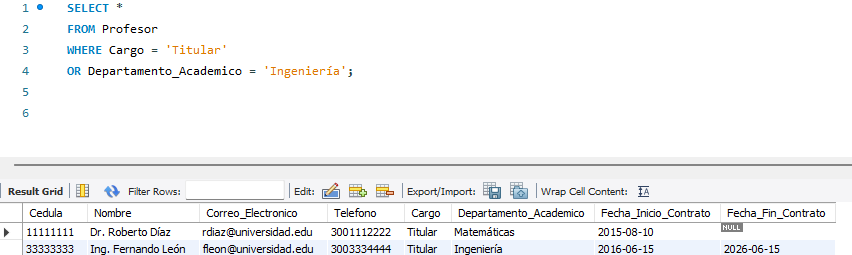 1 SELECT *
2 FROM Profesor
3 WHERE Cargo = 'Titular'
4 OR Departamento_Academico = 'Ingeniería';
5
6
Result Grid Filter Rows: Edit: Export/Import: Wrap Cell Content: IA
Cedula Nombre Correo_Electronico Telefono Cargo Departamento_Academico Fecha_Inicio_Contrato Fecha_Fin_Contrato
11111111 Dr. Roberto Díaz rdiaz@universidad.edu 3001112222 Titular Matemáticas 2015-08-10 NULL
33333333 Ing. Fernando León fleon@universidad.edu 3003334444 Titular Ingeniería 2016-06-15 2026-06-15